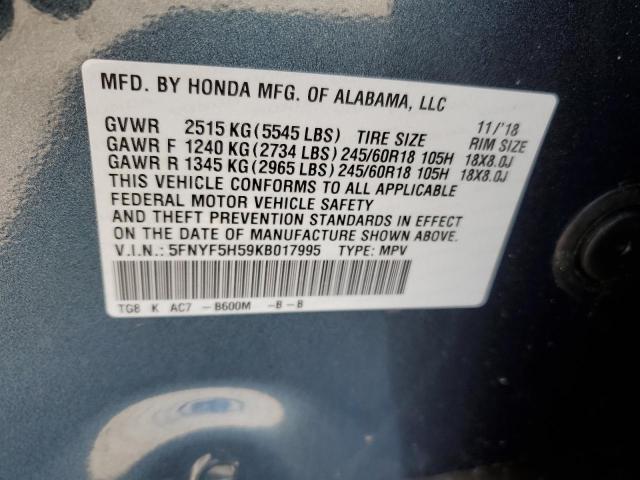 MFD. BY HONDA MFG. OF ALABAMA, LLC
GVWR 2515 KG (5545 LBS) TIRE SIZE 11/'18 RIM SIZE
GAWR F 1240 KG (2734 LBS) 245/60R18 105H 18X8.0J
GAWR R 1345 KG (2965 LBS) 245/60R18 105H 18X8.0J
THIS VEHICLE CONFORMS TO ALL APPLICABLE
FEDERAL MOTOR VEHICLE SAFETY
AND THEFT PREVENTION STANDARDS IN EFFECT
ON THE DATE OF MANUFACTURE SHOWN ABOVE.
V.I.N.: 5FNYF5H59KB017995 TYPE: MPV
TG8 K AC7 -B600M -B-B